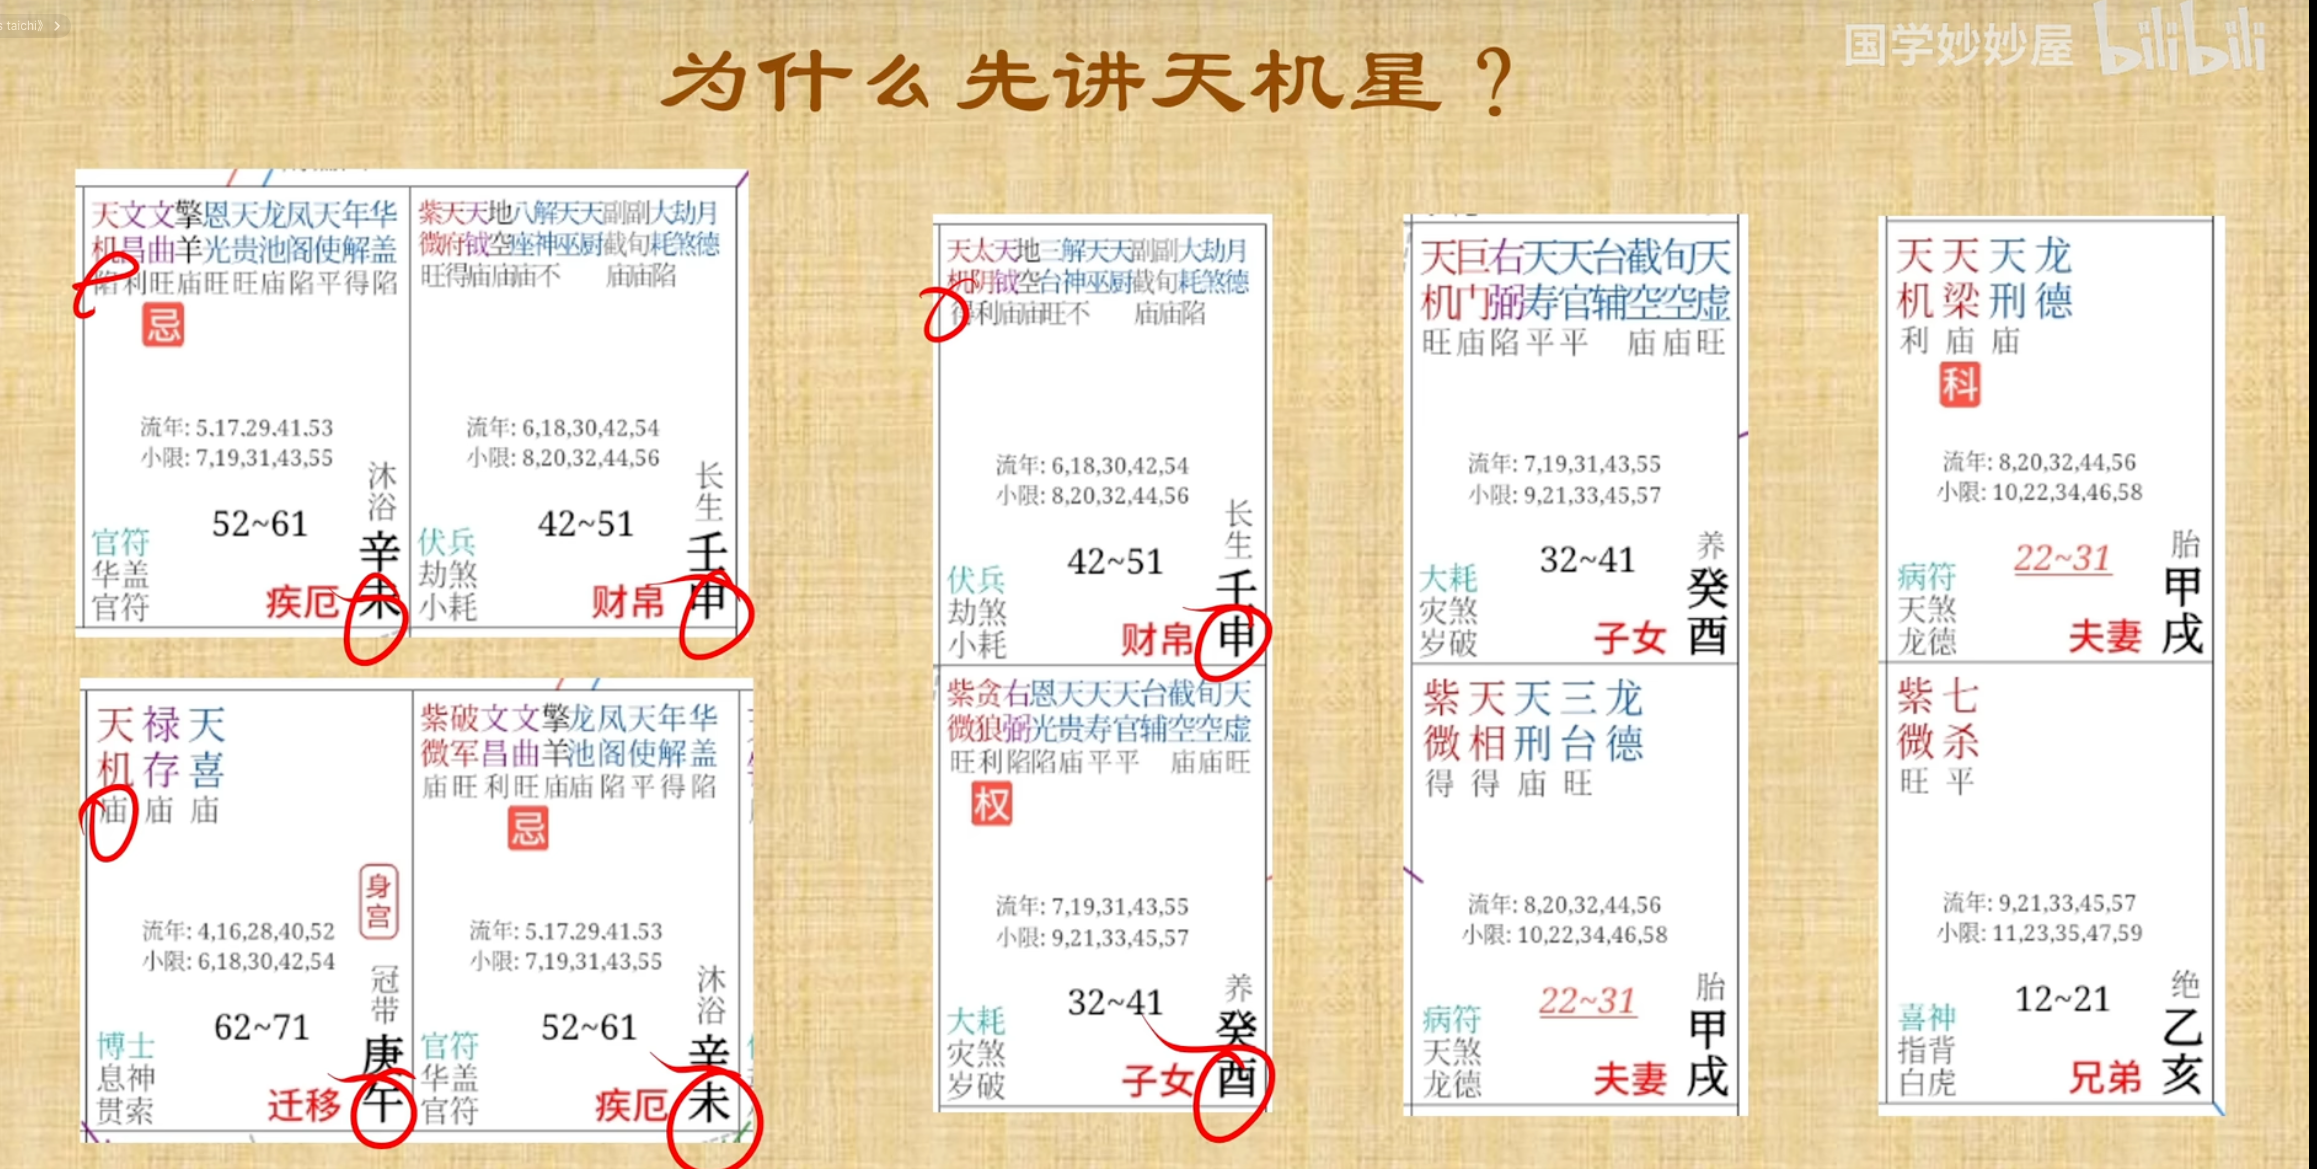 s taichi》 >
国学妙妙屋 bilibili
为什么先讲天机星？
天文文擎恩天龙凤天年华
机昌曲羊光贵池阁使解盖
陷利旺庙旺旺庙陷平得陷
忌
流年: 5,17,29,41,53
小限: 7,19,31,43,55
沐浴
52~61
官符
华盖
官符
疾厄
辛未
紫天天地八解天天副副大劫月
微府钺空座神巫厨截旬耗煞德
旺得庙庙庙不 庙庙陷
流年: 6,18,30,42,54
小限: 8,20,32,44,56
长生
42~51
伏兵
劫煞
小耗
财帛
壬申
天禄天
机存喜
庙庙庙
身宫
流年: 4,16,28,40,52
小限: 6,18,30,42,54
冠带
62~71
博士
息神
贯索
迁移
庚午
紫破文文擎龙凤天年华
微军昌曲羊池阁使解盖
庙旺利旺庙庙陷平得陷
忌
流年: 5,17,29,41,53
小限: 7,19,31,43,55
沐浴
52~61
官符
华盖
官符
疾厄
辛未
天太天地三解天天副副大劫月
机阴钺空台神巫厨截旬耗煞德
得利庙庙旺不 庙庙陷
流年: 6,18,30,42,54
小限: 8,20,32,44,56
长生
42~51
伏兵
劫煞
小耗
财帛
壬申
紫贪右恩天天天台截旬天
微狼弼光贵寿官辅空空虚
旺利陷陷庙平平 庙庙旺
权
流年: 7,19,31,43,55
小限: 9,21,33,45,57
养
32~41
大耗
灾煞
岁破
子女
癸酉
天巨右天天台截旬天
机门弼寿官辅空空虚
旺庙陷平平 庙庙旺
流年: 7,19,31,43,55
小限: 9,21,33,45,57
养
32~41
大耗
灾煞
岁破
子女
癸酉
紫天天三龙
微相刑台德
得得庙旺
流年: 8,20,32,44,56
小限: 10,22,34,46,58
胎
22~31
病符
天煞
龙德
夫妻
甲戌
天天天龙
机梁刑德
利庙庙
科
流年: 8,20,32,44,56
小限: 10,22,34,46,58
胎
22~31
病符
天煞
龙德
夫妻
甲戌
紫七
微杀
旺平
流年: 9,21,33,45,57
小限: 11,23,35,47,59
绝
12~21
喜神
指背
白虎
兄弟
乙亥